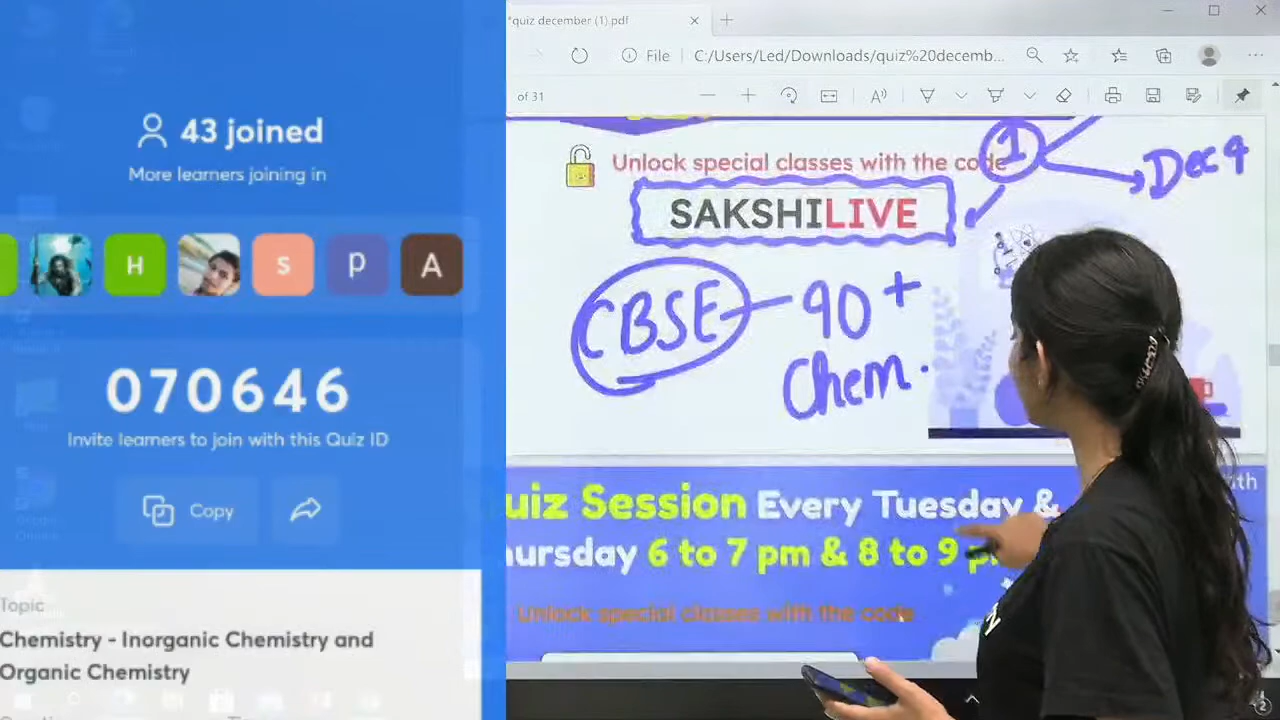 43 joined
More learners joining in
H
S
P
A
070646
Invite learners to join with this Quiz ID
Copy
Topic
Chemistry - Inorganic Chemistry and
Organic Chemistry
*quiz december (1).pdf
File
C:/Users/Led/Downloads/quiz%20decemb...
of 31
Unlock special classes with the code
1
Dec 9
SAKSHILIVE
CBSE - 90+
Chem.
uiz Session Every Tuesday &
hursday 6 to 7 pm & 8 to 9 p
Unlock special classes with the code